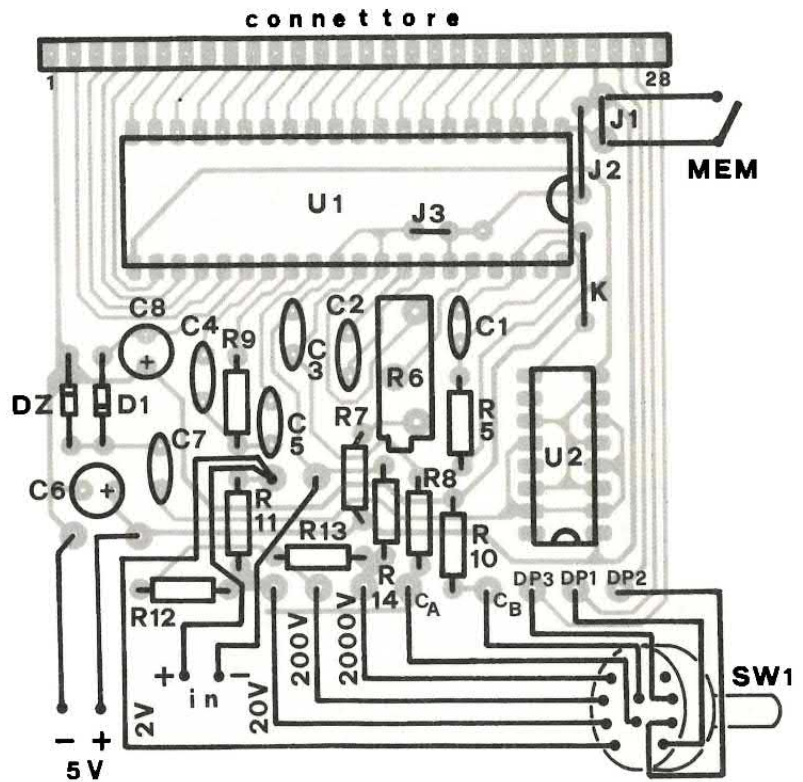 connettore
1
28
J1
MEM
J2
U1
J3
K
C8
C4
R9
C2
C3
C1
R6
DZ
D1
R5
R7
C5
U2
C7
C6
R8
R11
R13
R10
R14
R12
CA
CB
DP3
DP1
DP2
+ in -
2V
20V
200V
2000V
SW1
- +
5V
+
+